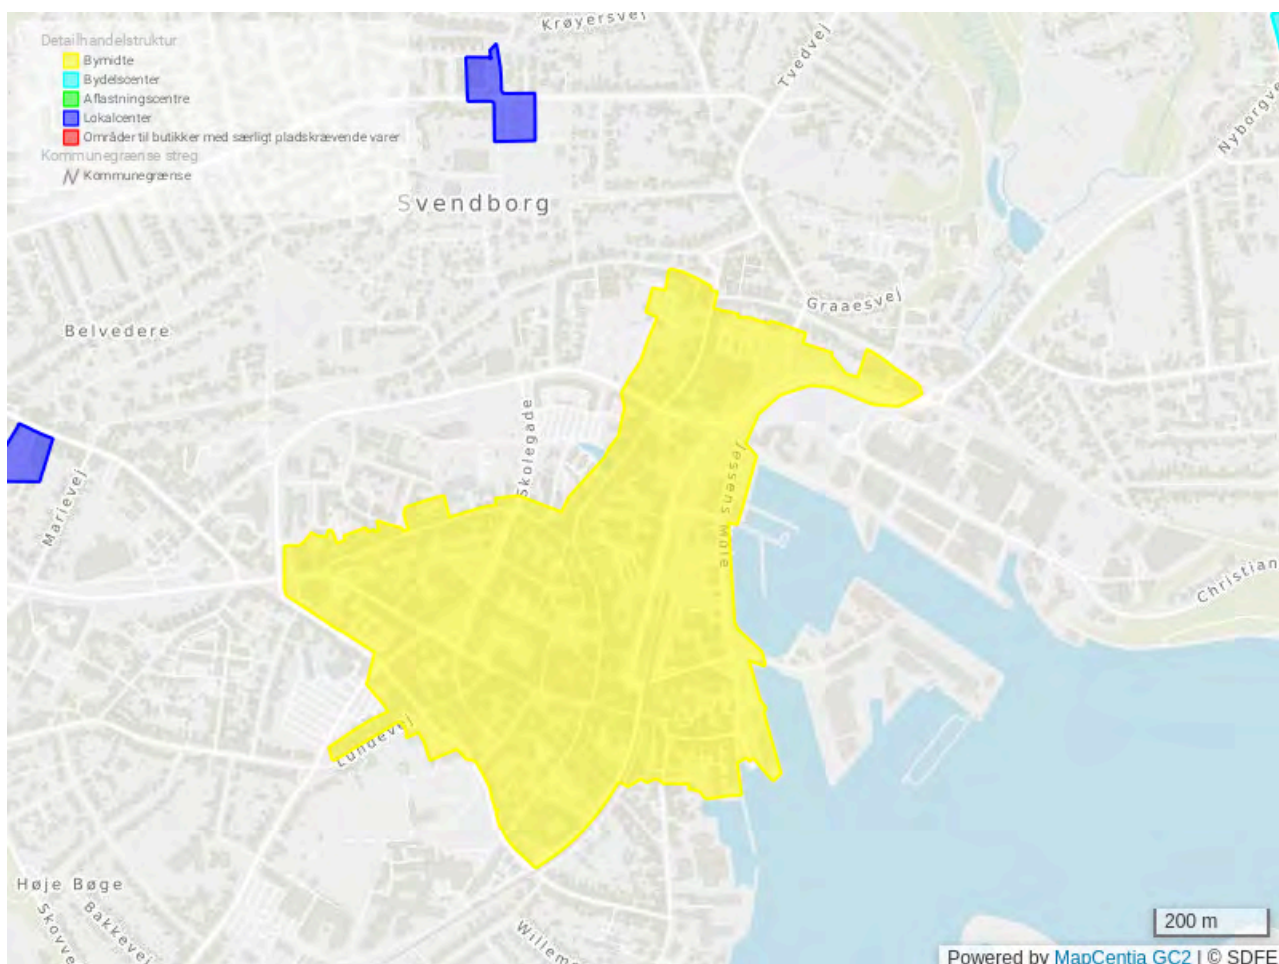 Krøyersvej
Detailhandelstruktur
Bymidte
Bydelscenter
Aflastningscentre
Lokalcenter
Områder til butikker med særligt pladskrævende varer
Kommunegrænse streg
Kommunegrænse
Tvedvej
Svendborg
Graaesvej
Belvedere
Skolegade
Jessens Mole
Marievej
Christian
Lundevej
Høje Bøge
Bakkevej
200 m
Powered by MapCentia GC2 | © SDFE